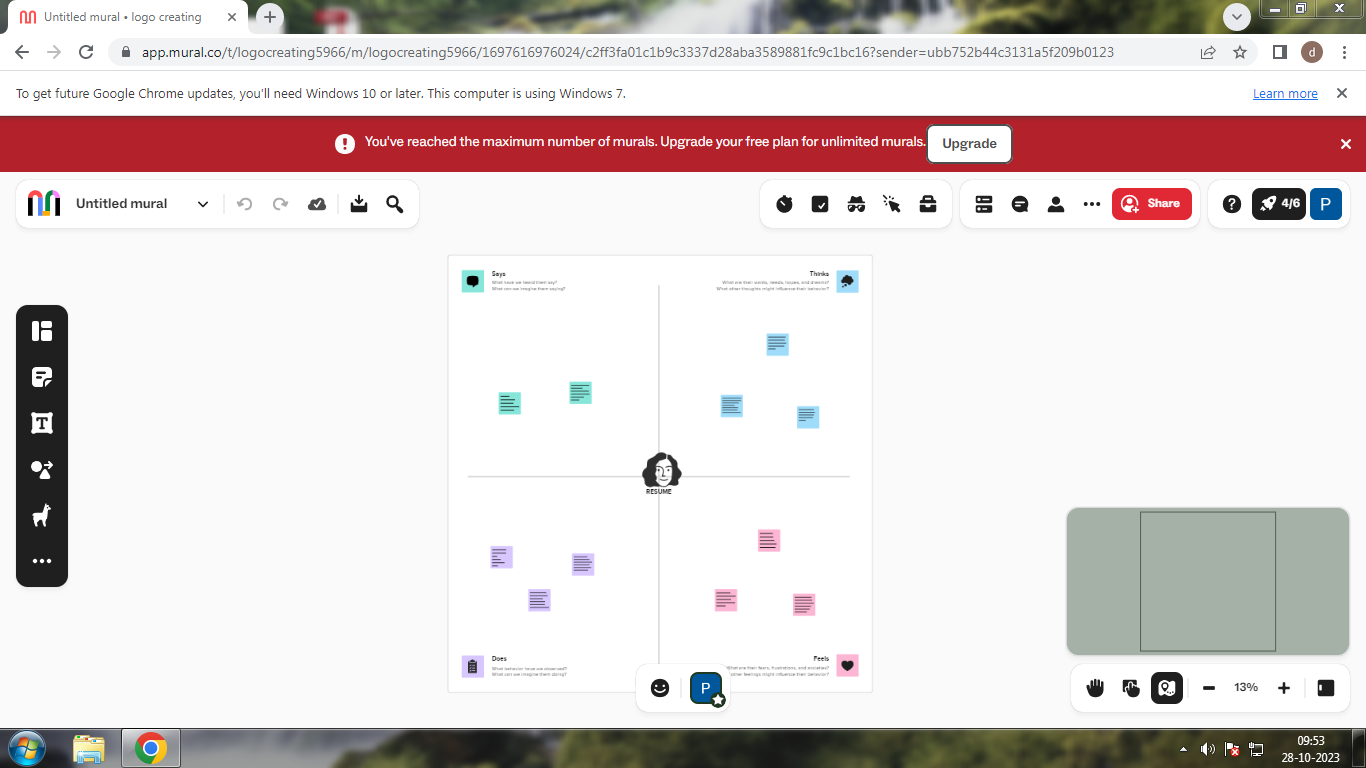 Untitled mural • logo creating
app.mural.co/t/logocreating5966/m/logocreating5966/1697616976024/c2ff3fa01c1b9c3337d28aba3589881fc9c1bc16?sender=ubb752b44c3131a5f209b0123
d
To get future Google Chrome updates, you'll need Windows 10 or later. This computer is using Windows 7.
Learn more
You've reached the maximum number of murals. Upgrade your free plan for unlimited murals.
Upgrade
Untitled mural
Share
4/6
P
Says
What have we heard them say?
What can we imagine them saying?
Thinks
What are their wants, needs, hopes, and dreams?
What other thoughts might influence their behavior?
RESUME
T
Does
What behavior have we observed?
What can we imagine them doing?
Feels
What are their fears, frustrations, and anxieties?
other feelings might influence their behavior?
P
13%
09:53
28-10-2023